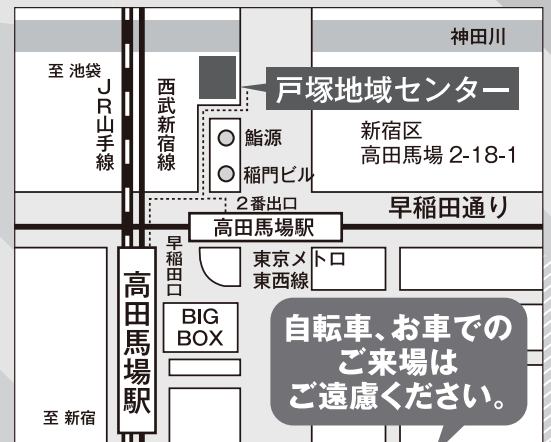 神田川
至 池袋
JR山手線
西武新宿線
戸塚地域センター
鮨源
稲門ビル
新宿区
高田馬場 2-18-1
2番出口
早稲田通り
高田馬場駅
早稲田口
東京メトロ
東西線
高田馬場駅
BIG
BOX
至 新宿
自転車、お車での
ご来場は
ご遠慮ください。